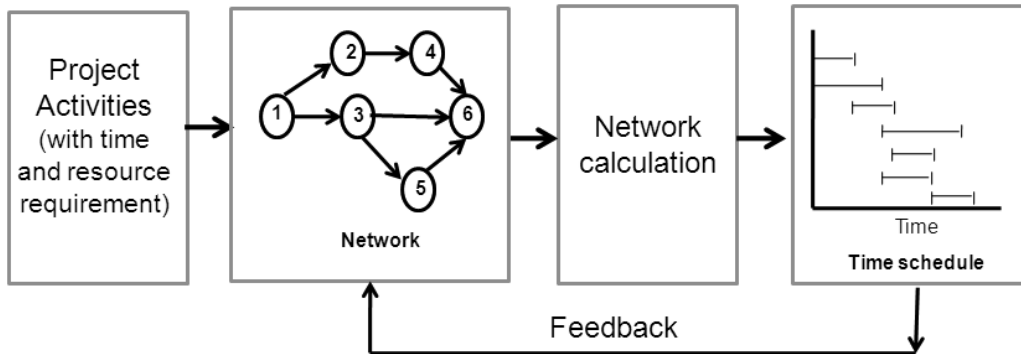 Project
Activities
(with time
and resource
requirement)
1
2
3
4
5
6
Network
Network
calculation
Time
Time schedule
Feedback